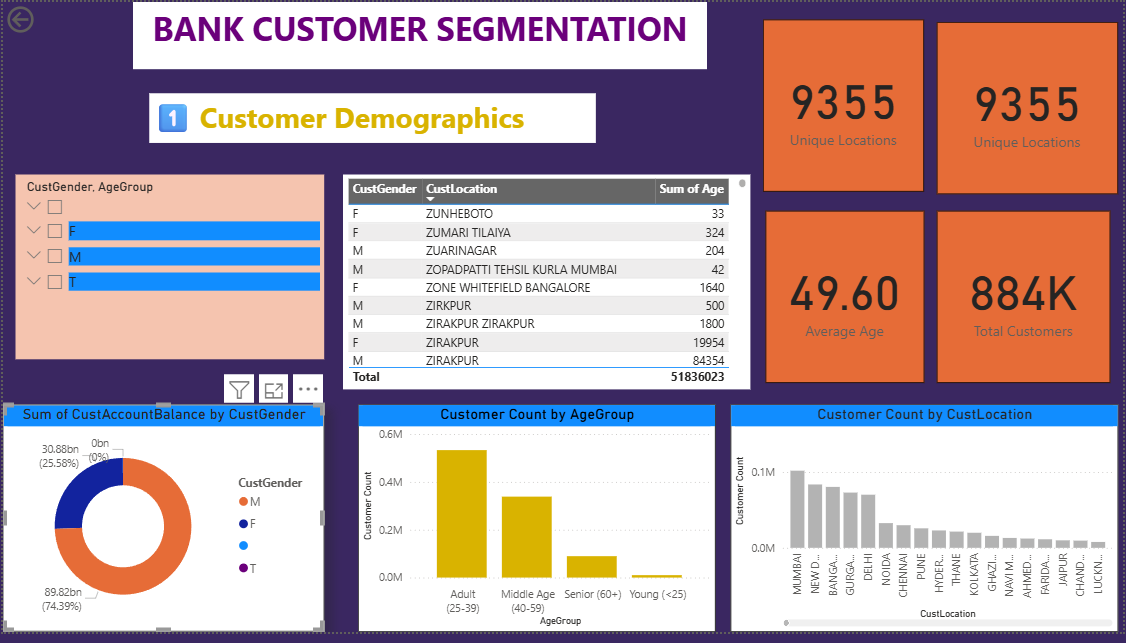 BANK CUSTOMER SEGMENTATION
1 Customer Demographics
9355
Unique Locations
9355
Unique Locations
49.60
Average Age
884K
Total Customers
CustGender, AgeGroup
F
M
T
CustGender CustLocation Sum of Age
F ZUNHEBOTO 33
F ZUMARI TILAIYA 324
M ZUARINAGAR 204
M ZOPADPATTI TEHSIL KURLA MUMBAI 42
F ZONE WHITEFIELD BANGALORE 1640
M ZIRKPUR 500
M ZIRAKPUR ZIRAKPUR 1800
F ZIRAKPUR 19954
M ZIRAKPUR 84354
Total 51836023
Sum of CustAccountBalance by CustGender
0bn
(0%)
30.88bn
(25.58%)
89.82bn
(74.39%)
CustGender
M
F
T
Customer Count by AgeGroup
Customer Count
0.6M
0.4M
0.2M
0.0M
Adult
(25-39)
Middle Age
(40-59)
Senior (60+)
Young (<25)
AgeGroup
Customer Count by CustLocation
Customer Count
0.1M
0.0M
MUMBAI
NEW D...
BANGA...
GURGA...
DELHI
NOIDA
CHENNAI
PUNE
HYDER...
THANE
KOLKATA
GHAZI...
NAVI M...
AHMED...
FARIDA...
JAIPUR
CHAND...
LUCKN...
CustLocation